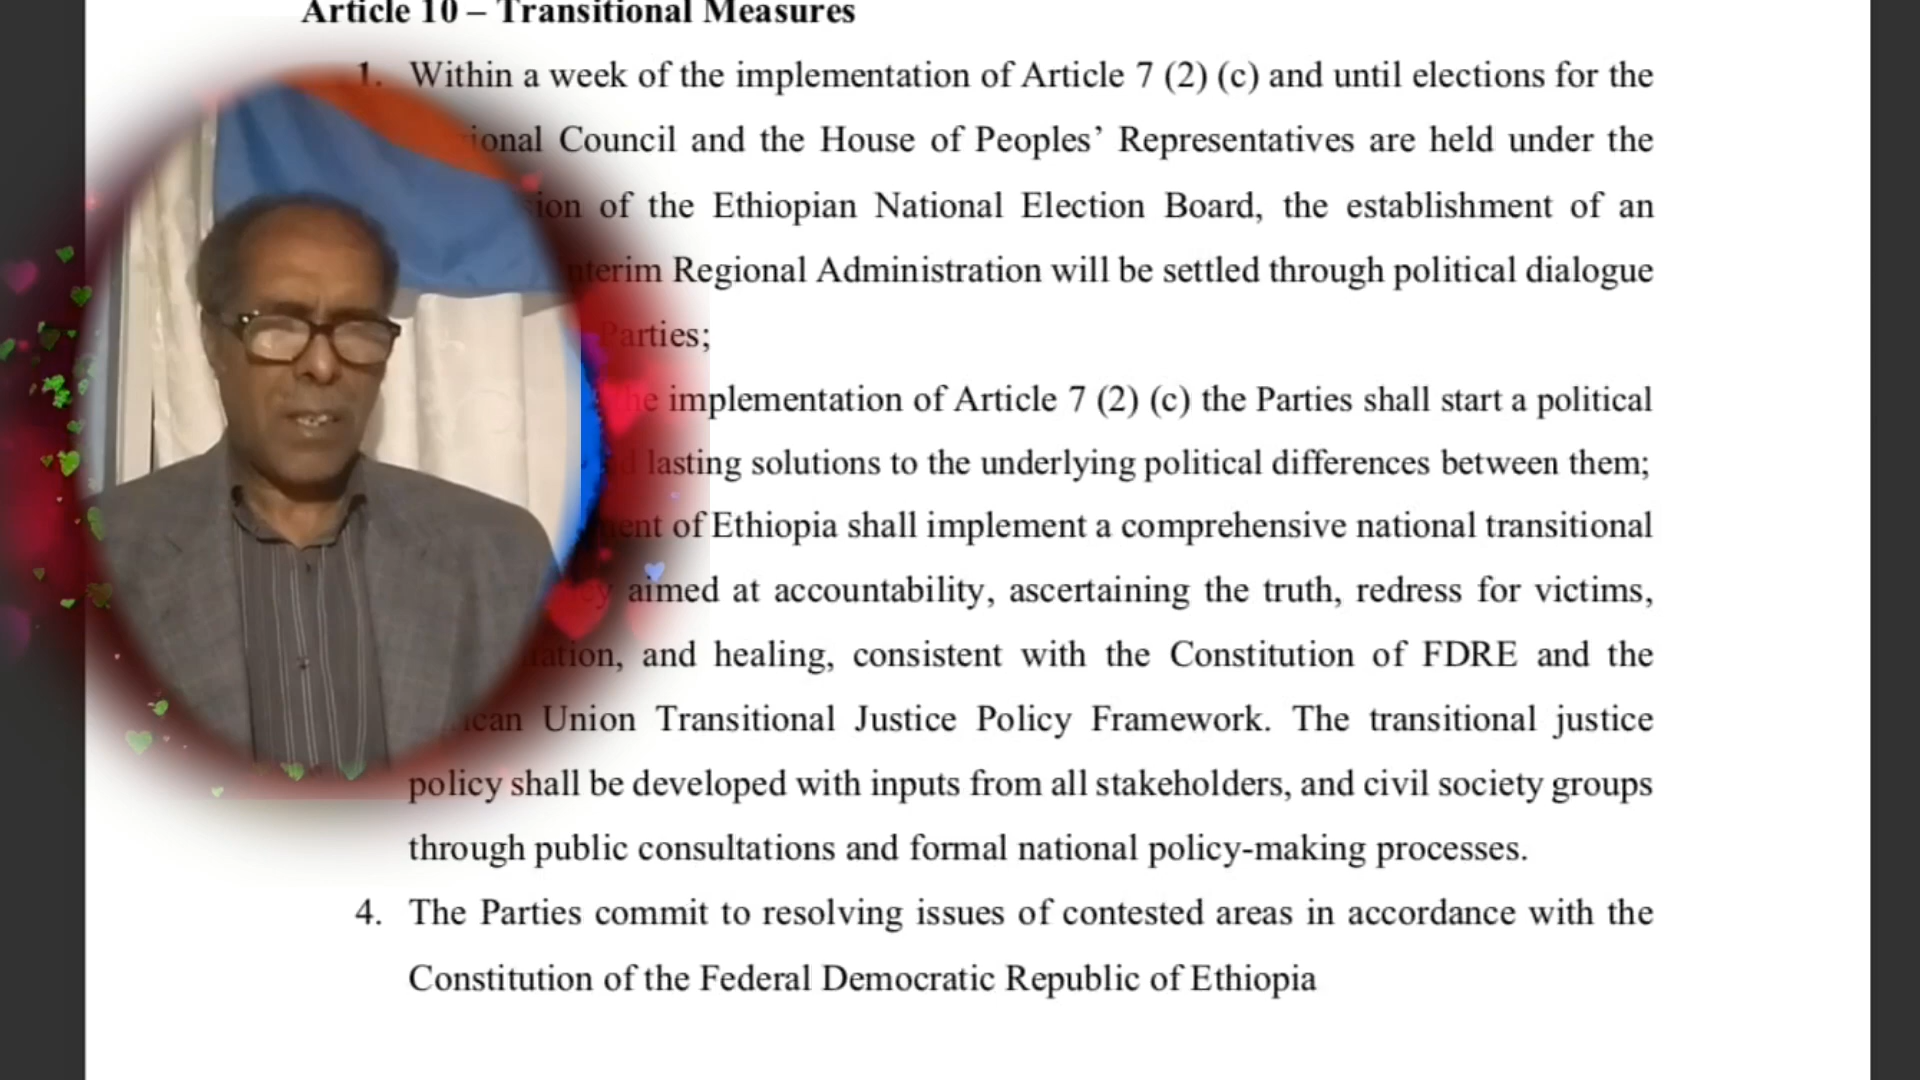 Article 10 – Transitional Measures
1. Within a week of the implementation of Article 7 (2) (c) and until elections for the
ional Council and the House of Peoples’ Representatives are held under the
ion of the Ethiopian National Election Board, the establishment of an
nterim Regional Administration will be settled through political dialogue
Parties;
he implementation of Article 7 (2) (c) the Parties shall start a political
d lasting solutions to the underlying political differences between them;
ent of Ethiopia shall implement a comprehensive national transitional
cy aimed at accountability, ascertaining the truth, redress for victims,
iation, and healing, consistent with the Constitution of FDRE and the
ican Union Transitional Justice Policy Framework. The transitional justice
policy shall be developed with inputs from all stakeholders, and civil society groups
through public consultations and formal national policy-making processes.
4. The Parties commit to resolving issues of contested areas in accordance with the
Constitution of the Federal Democratic Republic of Ethiopia